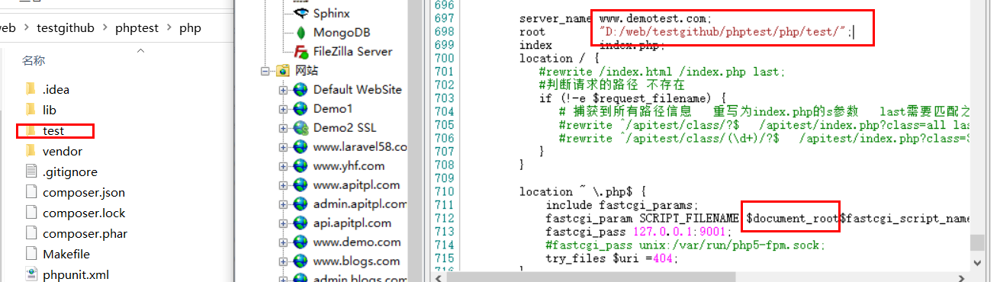 veb > testgithub > phptest > php
名称
.idea
lib
test
vendor
.gitignore
composer.json
composer.lock
composer.phar
Makefile
phpunit.xml
Sphinx
MongoDB
FileZilla Server
网站
Default WebSite
Demo1
Demo2 SSL
www.laravel58.co
www.yhf.com
www.apitpl.com
admin.apitpl.com
api.apitpl.com
www.demo.com
www.blogs.com
admin.blogs.com
696
697 server_name www.demotest.com;
698 root "D:/web/testgithub/phptest/php/test/";
699 index index.php;
700 location / {
701 #rewrite /index.html /index.php last;
702 #判断请求的路径 不存在
703 if (!-e $request_filename) {
704 # 捕获到所有路径信息 重写为index.php的s参数 last需要匹配之
705 #rewrite ^/apitest/class/?$ /apitest/index.php?class=all las
706 #rewrite ^/apitest/class/(\d+)/?$ /apitest/index.php?class=$
707 }
708 }
709
710 location ~ \.php$ {
711 include fastcgi_params;
712 fastcgi_param SCRIPT_FILENAME $document_root$fastcgi_script_name
713 fastcgi_pass 127.0.0.1:9001;
714 #fastcgi_pass unix:/var/run/php5-fpm.sock;
715 try_files $uri =404;
716 }